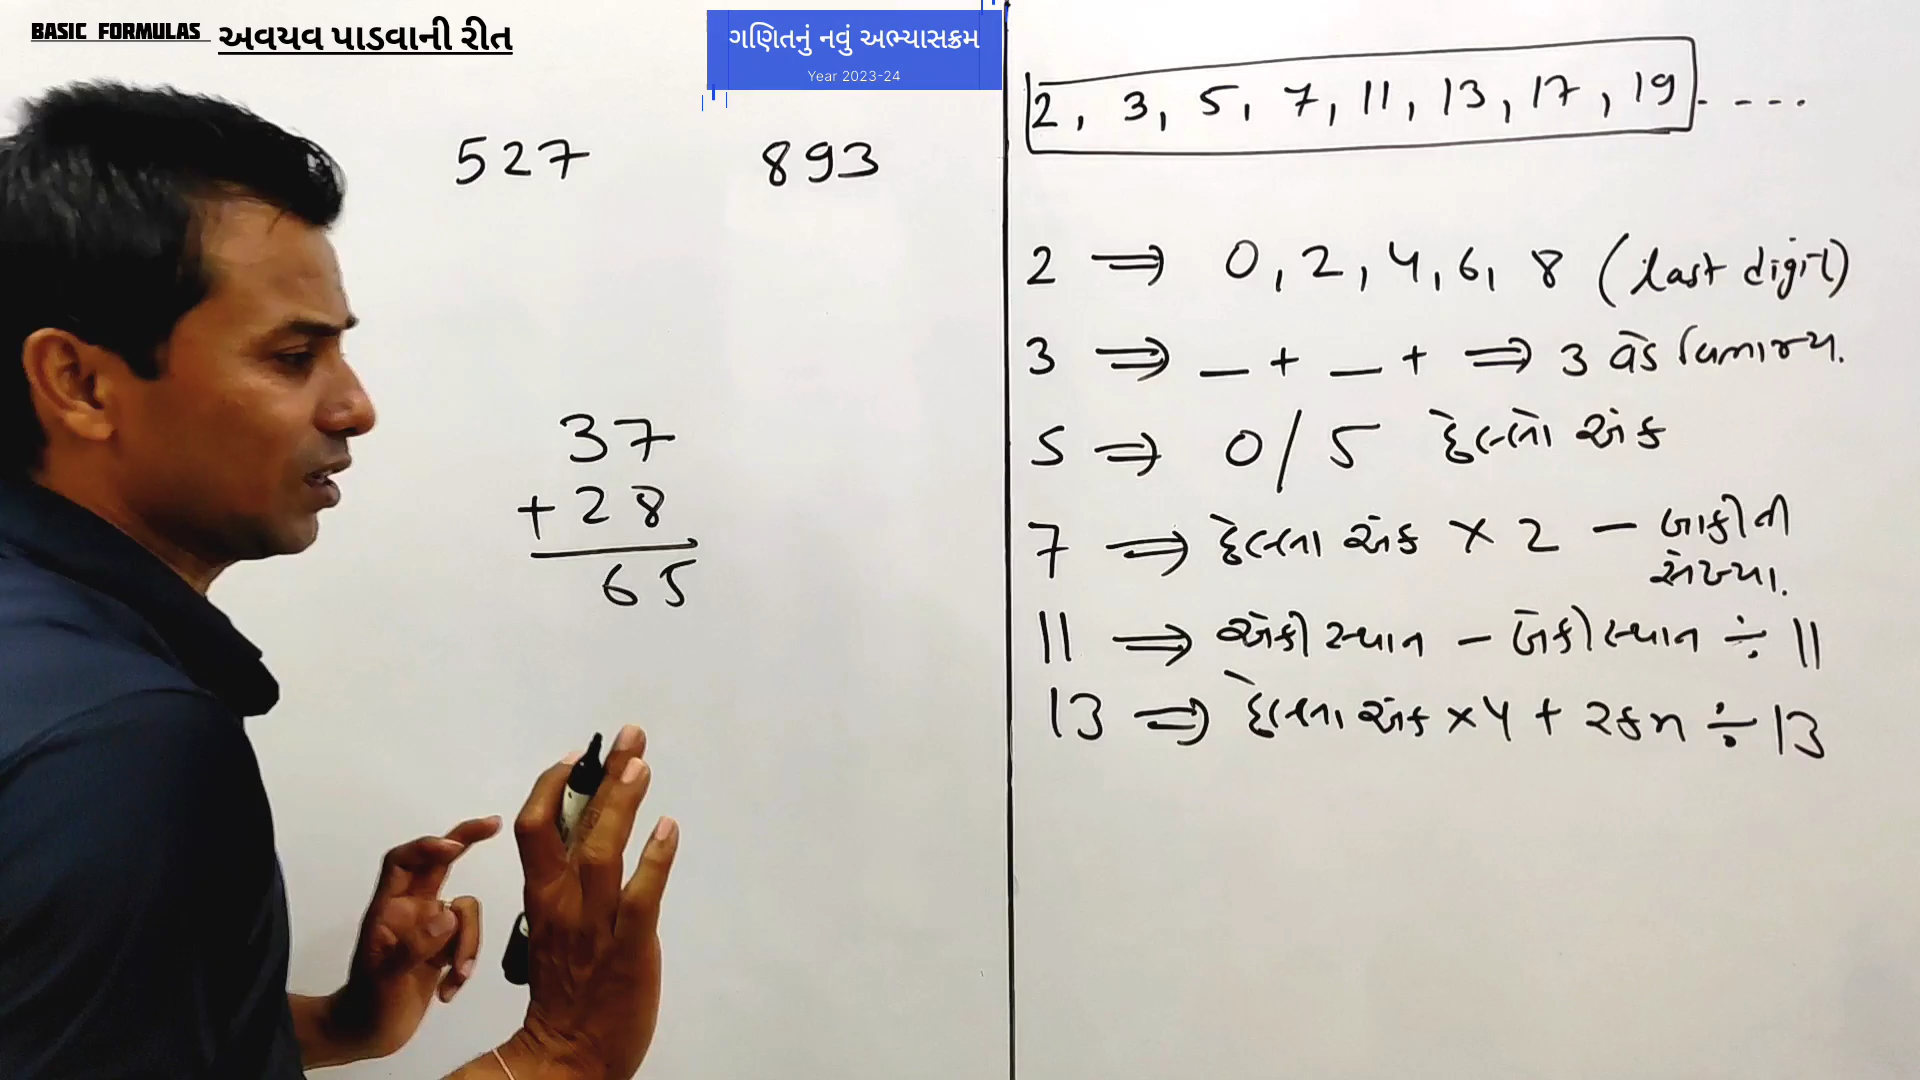 BASIC FORMULAS અવયવ પાડવાની રીત
ગણિતનું નવું અભ્યાસક્રમ
Year 2023-24
527 893
37
+ 28
65
2, 3, 5, 7, 11, 13, 17, 19 - - - -
2 ⇒ 0, 2, 4, 6, 8 (last digit)
3 ⇒ _ + _ + ⇒ 3 વડે વિભાજ્ય.
5 ⇒ 0/5 છેલ્લો અંક
7 ⇒ છેલ્લા અંક × 2 – બાકીની
સંખ્યા.
11 ⇒ એકી સ્થાન – બેકી સ્થાન ÷ 11
13 ⇒ છેલ્લા અંક × 4 + રકમ ÷ 13